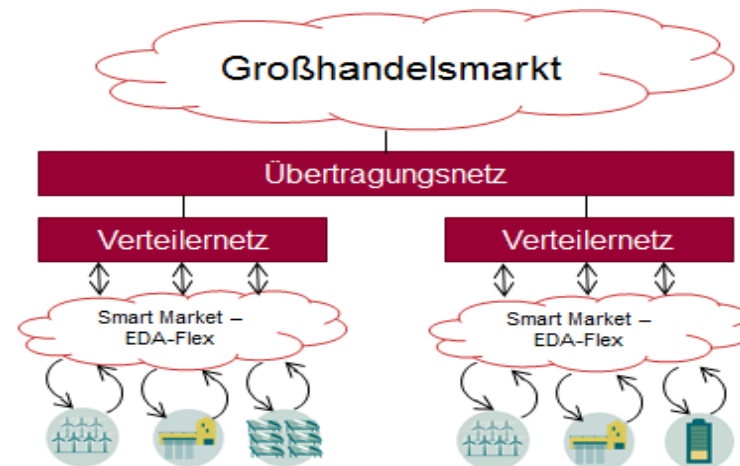 Großhandelsmarkt
Übertragungsnetz
Verteilernetz
Verteilernetz
Smart Market –
EDA-Flex
Smart Market –
EDA-Flex